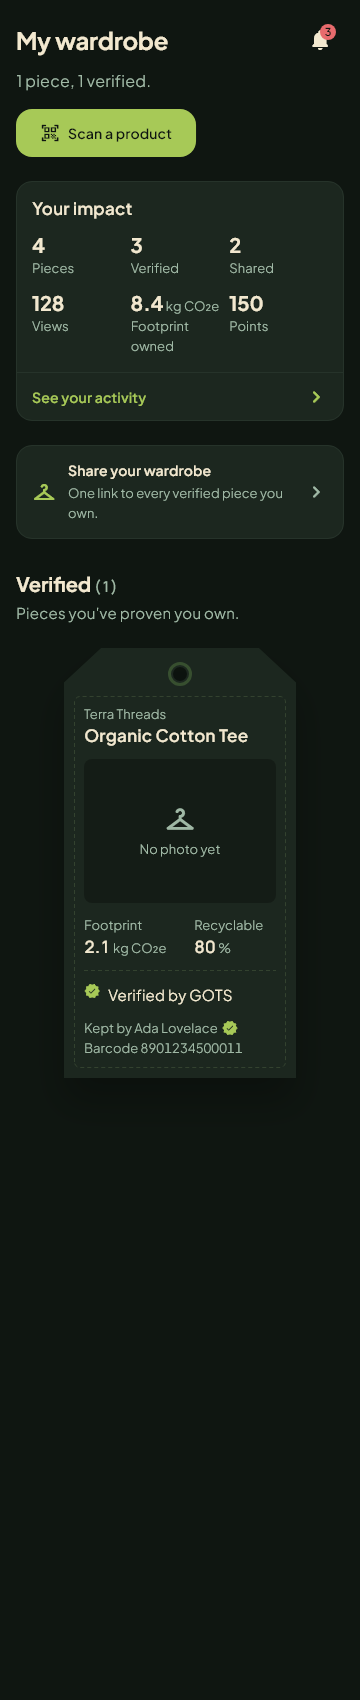 My wardrobe
3
1 piece, 1 verified.
Scan a product
Your impact
4
3
2
Pieces
Verified
Shared
128
8.4 kg CO₂e
150
Views
Footprint owned
Points
See your activity
Share your wardrobe
One link to every verified piece you
own.
Verified (1)
Pieces you've proven you own.
Terra Threads
Organic Cotton Tee
No photo yet
Footprint
Recyclable
2.1 kg CO₂e
80 %
Verified by GOTS
Kept by Ada Lovelace
Barcode 8901234500011